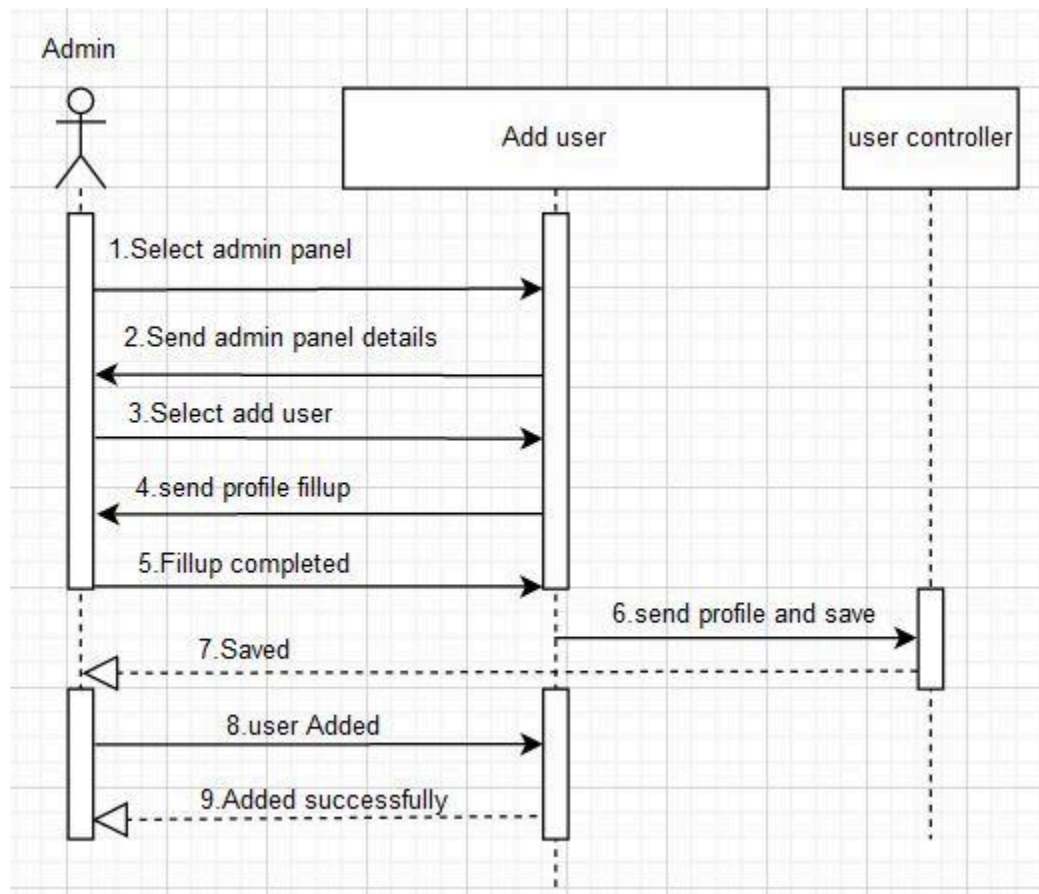 Admin
Add user
user controller
1.Select admin panel
2.Send admin panel details
3.Select add user
4.send profile fillup
5.Fillup completed
6.send profile and save
7.Saved
8.user Added
9.Added successfully